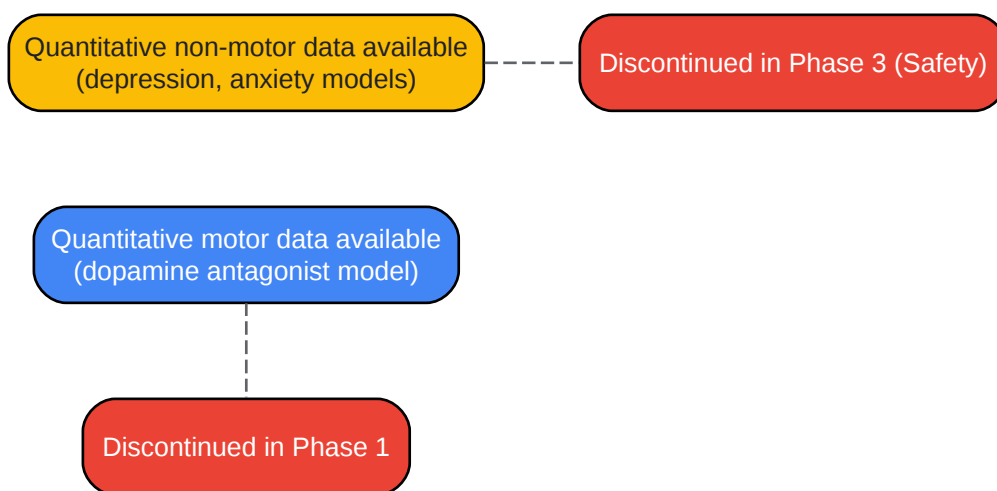 Quantitative non-motor data available
(depression, anxiety models)
Discontinued in Phase 3 (Safety)
Quantitative motor data available
(dopamine antagonist model)
Discontinued in Phase 1